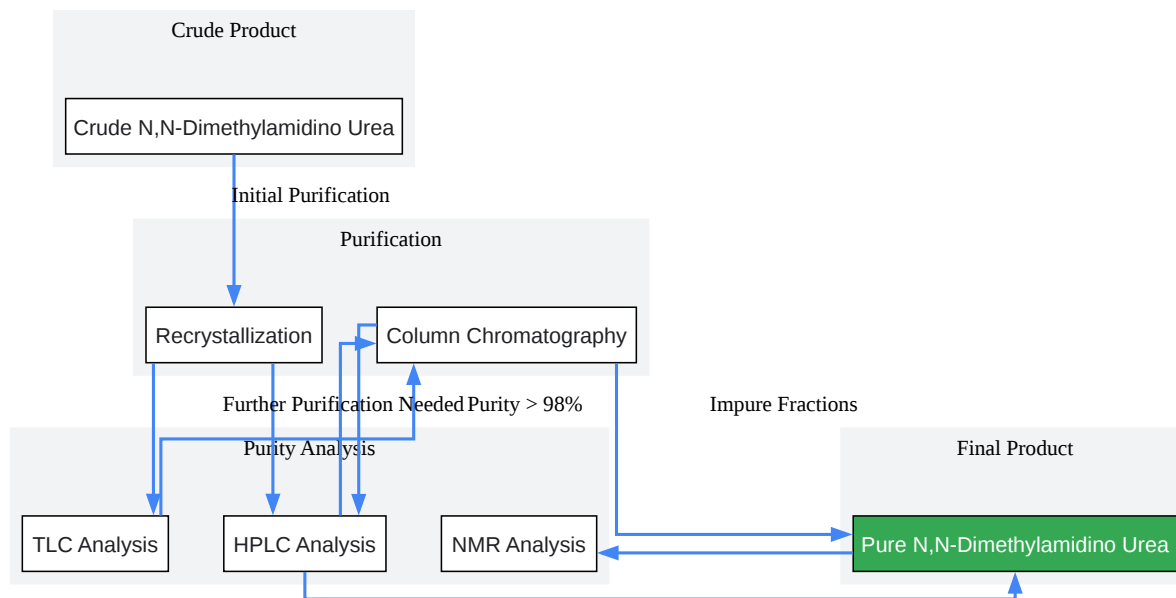 Crude Product
Crude N,N-Dimethylamidino Urea
Initial Purification
Purification
Recrystallization
Column Chromatography
Further Purification Needed
Purity > 98%
Impure Fractions
Purity Analysis
Final Product
TLC Analysis
HPLC Analysis
NMR Analysis
Pure N,N-Dimethylamidino Urea